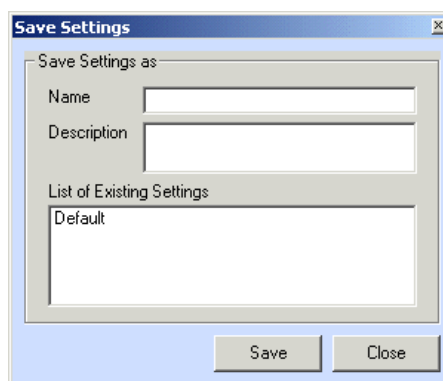 Save Settings
Save Settings as
Name
Description
List of Existing Settings
Default
Save Close